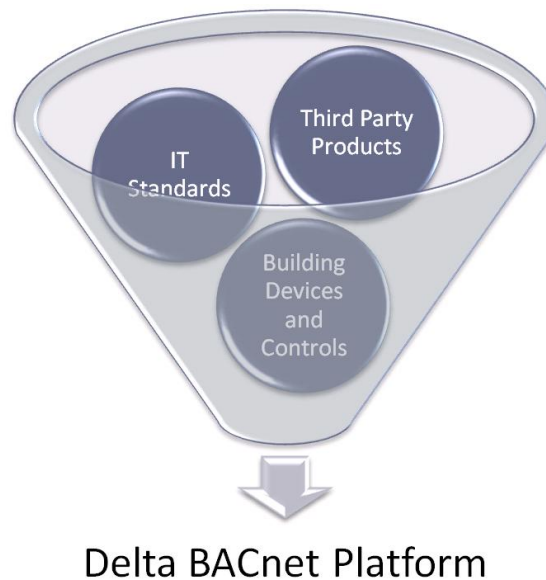 Third Party
Products
IT
Standards
Building
Devices
and
Controls
Delta BACnet Platform